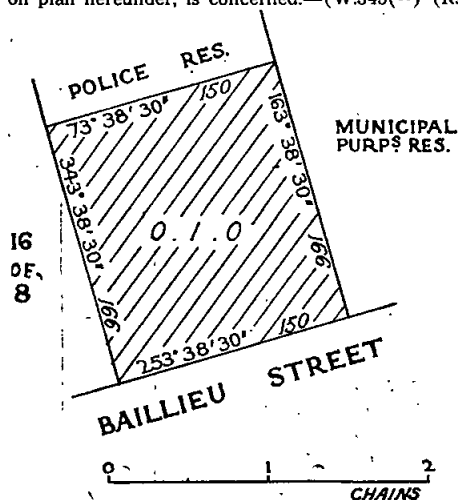 on plan hereunder, is concerned.—(W.345(
POLICE RES.
73° 38' 30" 150
163° 38' 30" 166
MUNICIPAL
PURPS RES.
343° 38' 30" 166
0.1.0
16
OF,
8
253° 38' 30" 150
BAILLIEU STREET
0 1 2
CHAINS